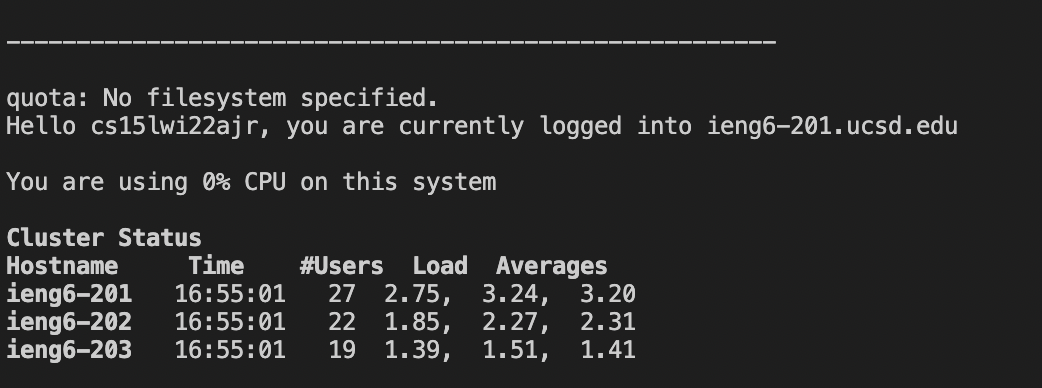 -------------------------------------------------------
quota: No filesystem specified.
Hello cs15lwi22ajr, you are currently logged into ieng6-201.ucsd.edu
You are using 0% CPU on this system
Cluster Status
Hostname     Time    #Users  Load  Averages
ieng6-201   16:55:01   27  2.75,  3.24,  3.20
ieng6-202   16:55:01   22  1.85,  2.27,  2.31
ieng6-203   16:55:01   19  1.39,  1.51,  1.41